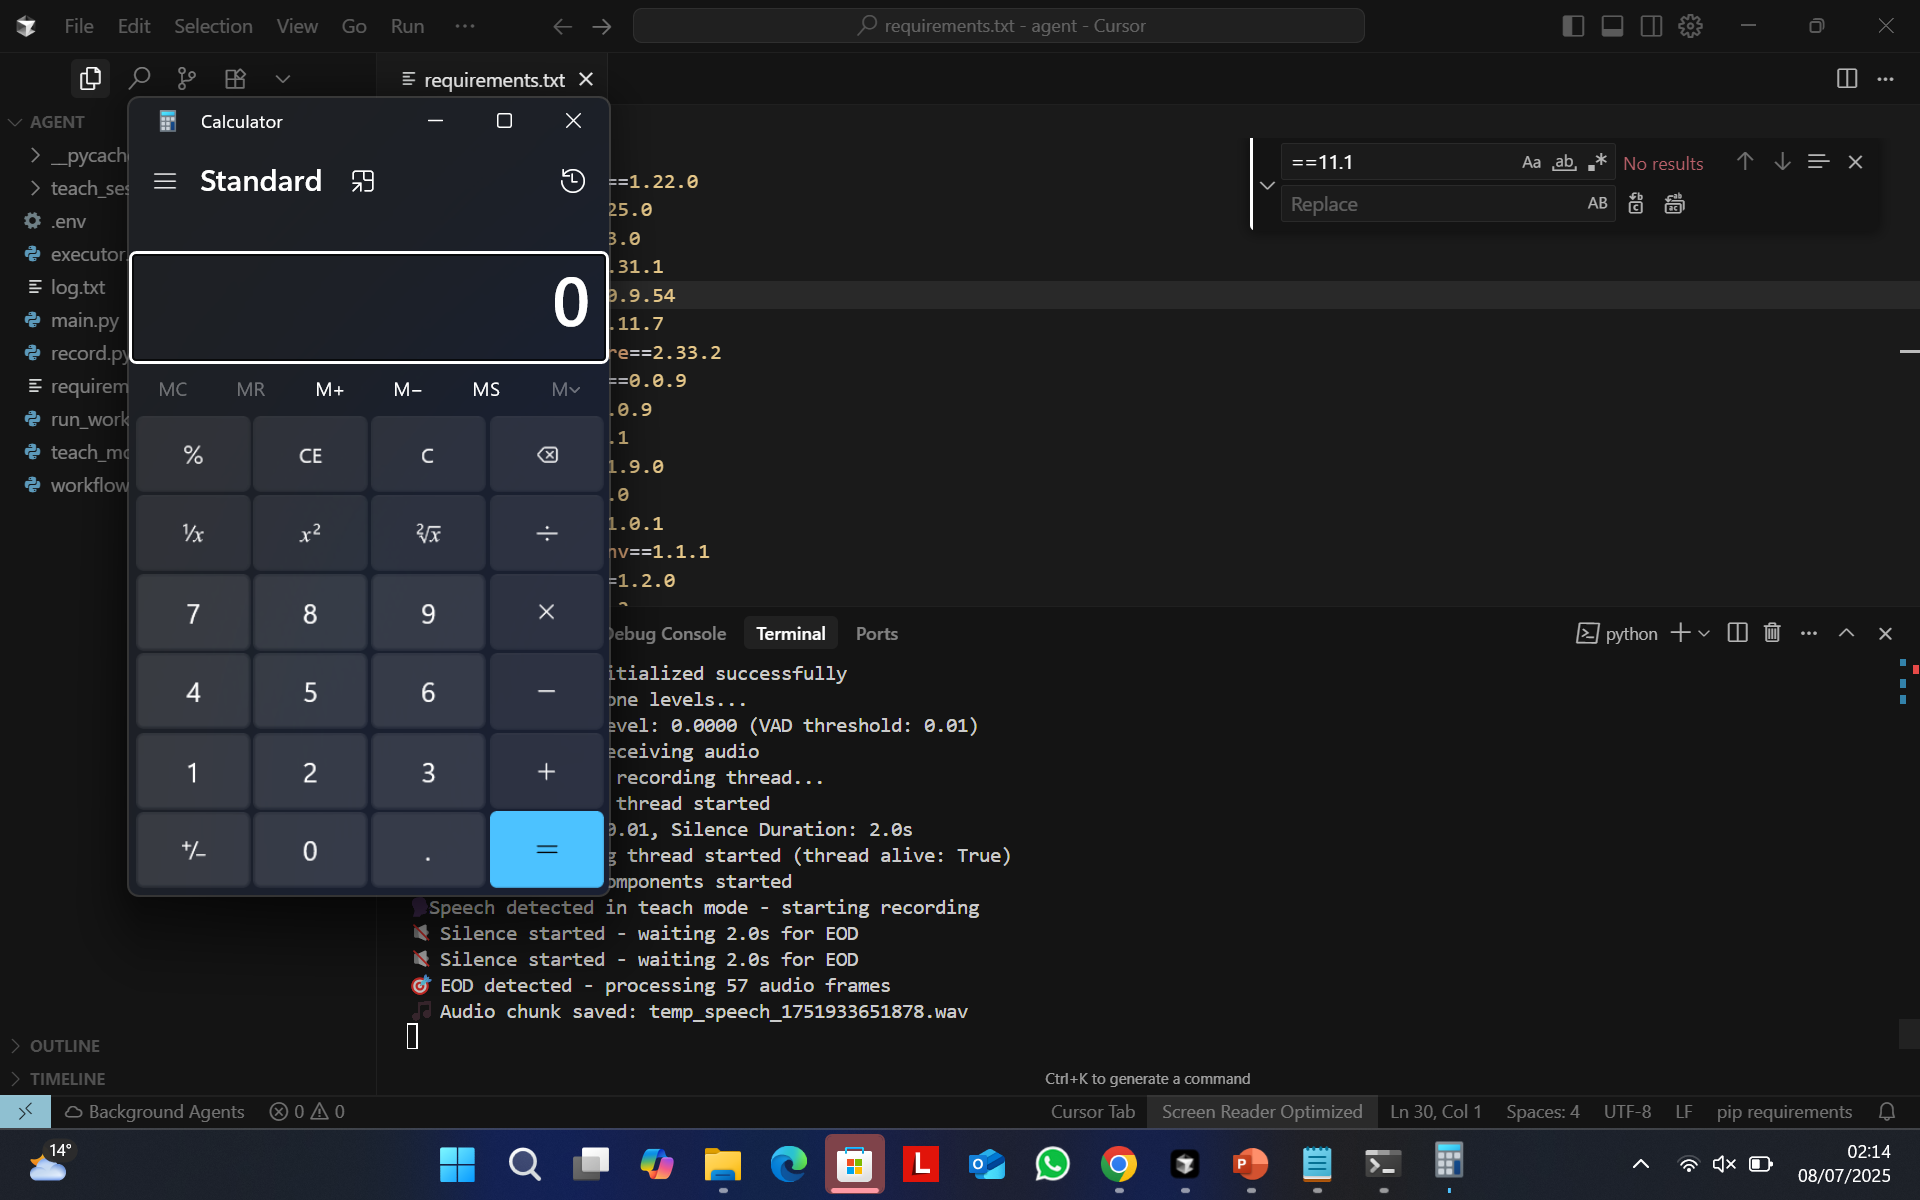 File Edit Selection View Go Run ··· requirements.txt - agent - Cursor
requirements.txt
AGENT
Calculator
Standard
0
MC MR M+ M− MS M
% CE C
¹/x x² ²√x ÷
7 8 9 ×
4 5 6 −
1 2 3 +
+/− 0 . =
__pycach
teach_ses
.env
executor.
log.txt
main.py
record.py
requirem
run_work
teach_mo
workflow
OUTLINE
TIMELINE
==1.22.0
25.0
3.0
.31.1
0.9.54
.11.7
re==2.33.2
==0.0.9
.0.9
.1
1.9.0
.0
1.0.1
nv==1.1.1
=1.2.0
==11.1 Aa ab No results
Replace AB
Debug Console Terminal Ports python
itialized successfully
one levels...
evel: 0.0000 (VAD threshold: 0.01)
eceiving audio
recording thread...
thread started
0.01, Silence Duration: 2.0s
g thread started (thread alive: True)
omponents started
Speech detected in teach mode - starting recording
Silence started - waiting 2.0s for EOD
Silence started - waiting 2.0s for EOD
EOD detected - processing 57 audio frames
Audio chunk saved: temp_speech_1751933651878.wav
Ctrl+K to generate a command
Background Agents 0 0 Cursor Tab Screen Reader Optimized Ln 30, Col 1 Spaces: 4 UTF-8 LF pip requirements
14°
L
02:14
08/07/2025